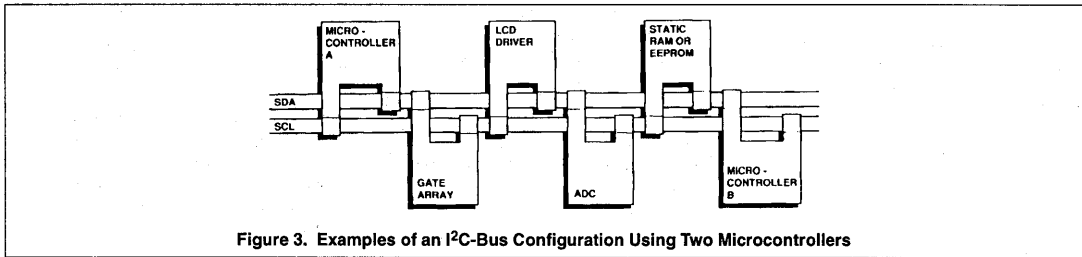 MICRO -
CONTROLLER
A
LCD
DRIVER
STATIC
RAM OR
EEPROM
SDA
SCL
GATE
ARRAY
ADC
MICRO -
CONTROLLER
B
Figure 3. Examples of an I²C-Bus Configuration Using Two Microcontrollers